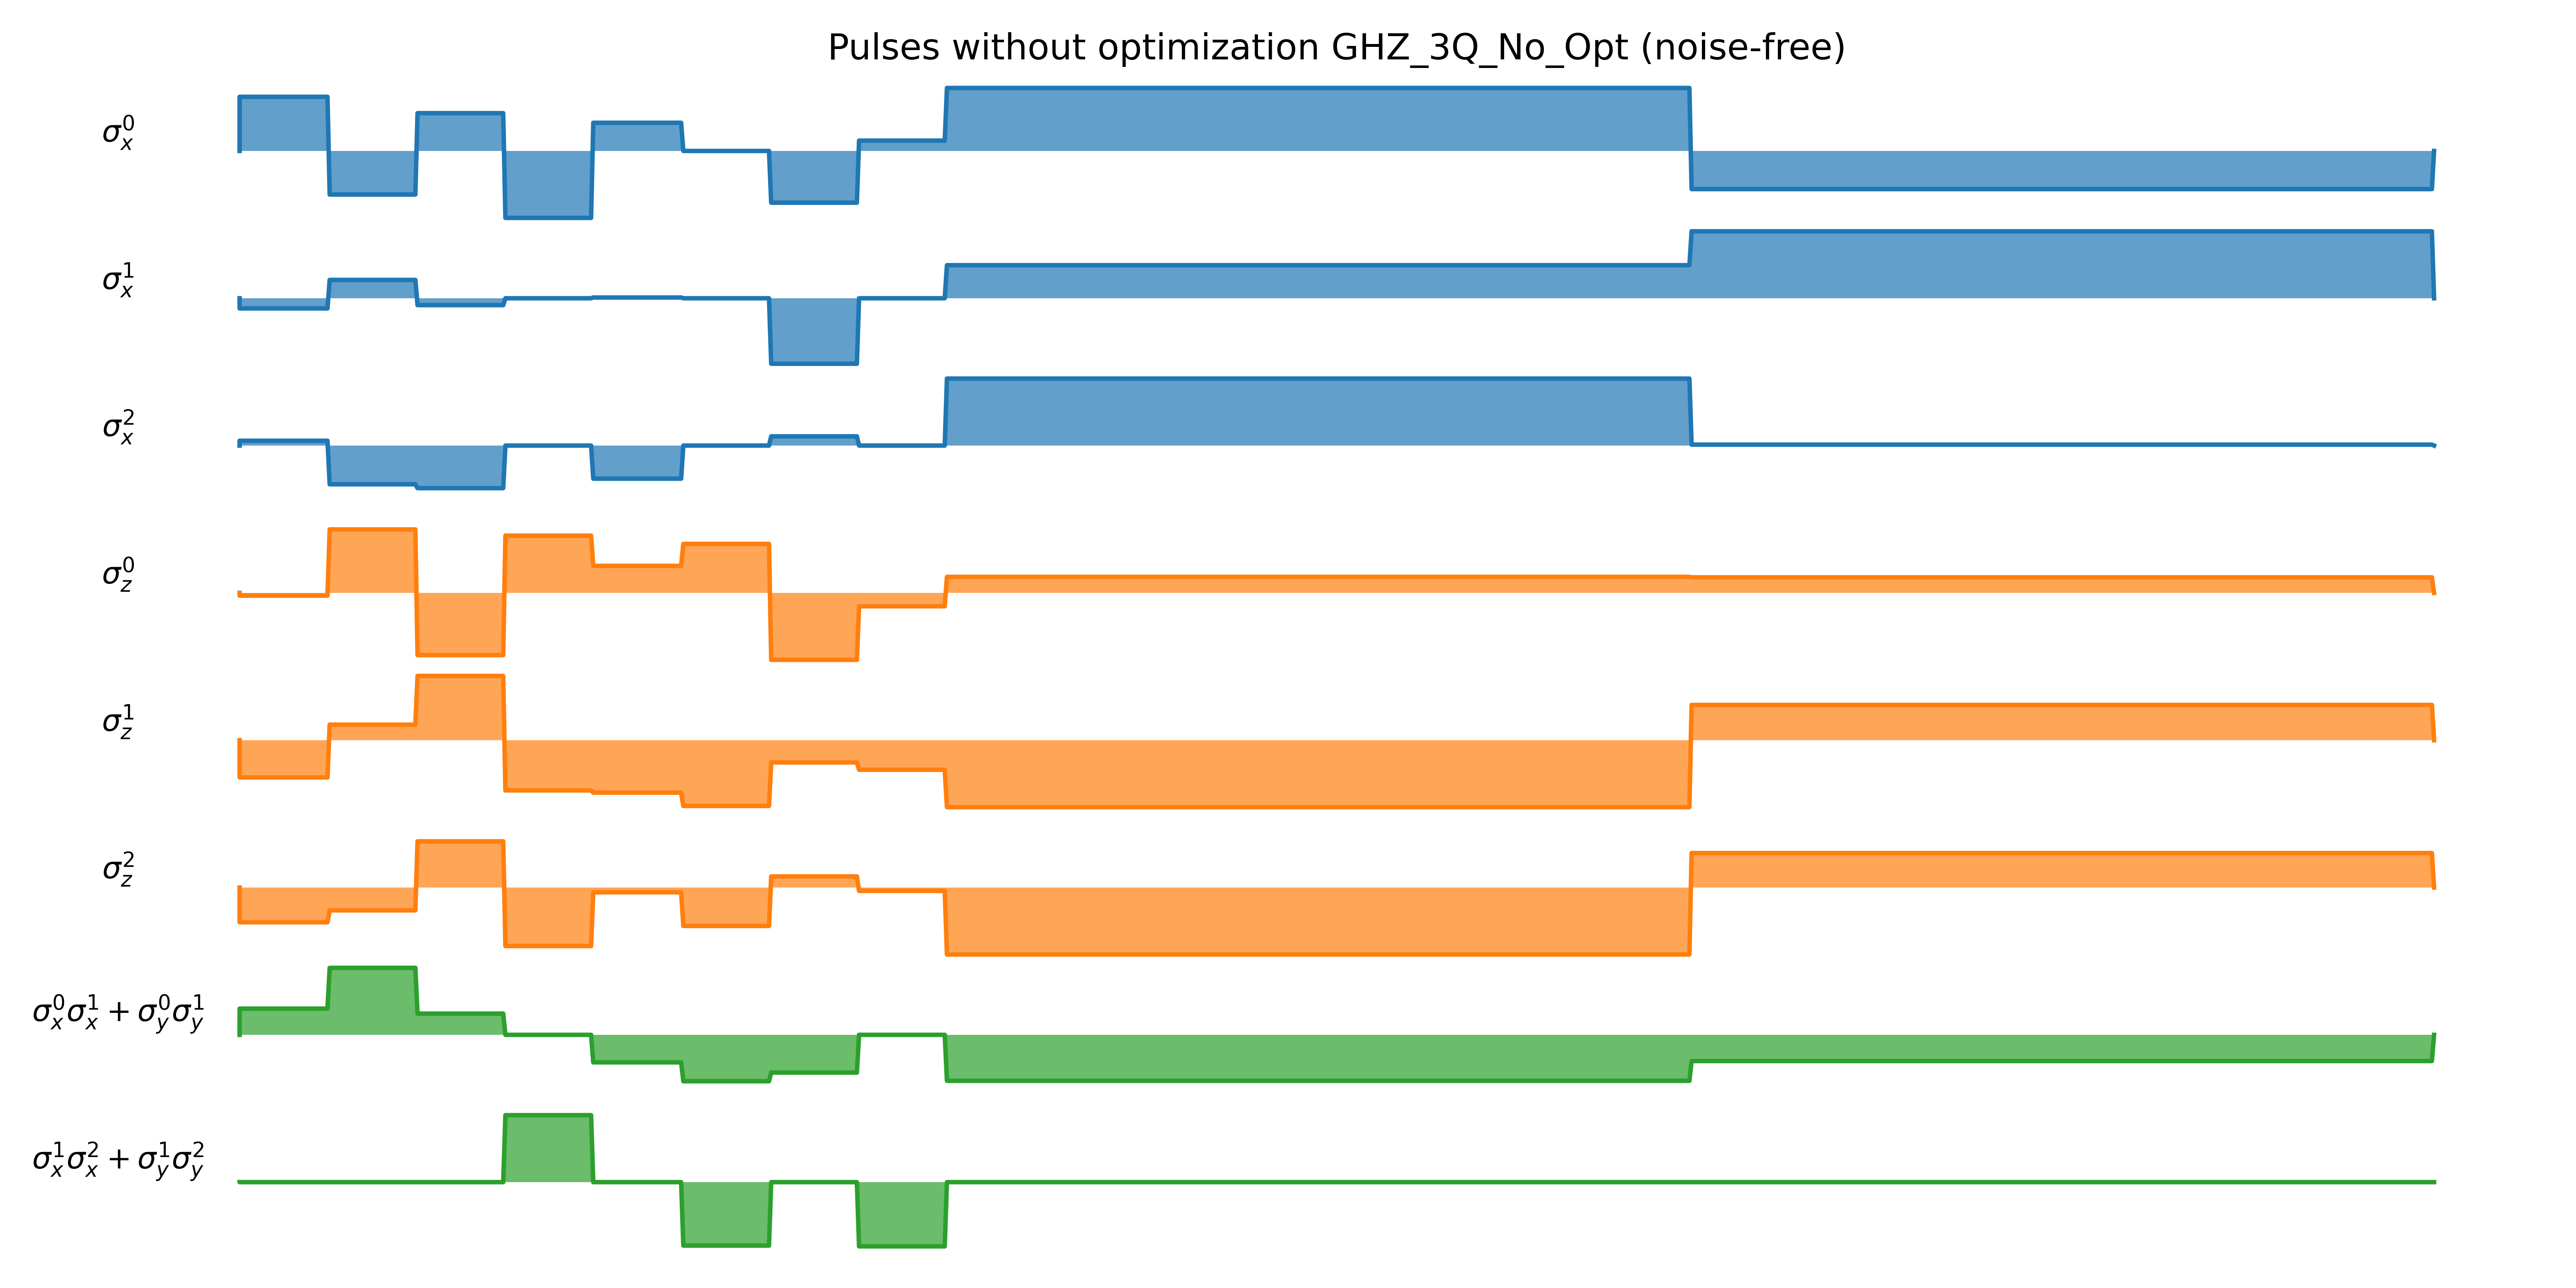 Pulses without optimization GHZ_3Q_No_Opt (noise-free)
σ_x^0
σ_x^1
σ_x^2
σ_z^0
σ_z^1
σ_z^2
σ_x^0σ_x^1 + σ_y^0σ_y^1
σ_x^1σ_x^2 + σ_y^1σ_y^2